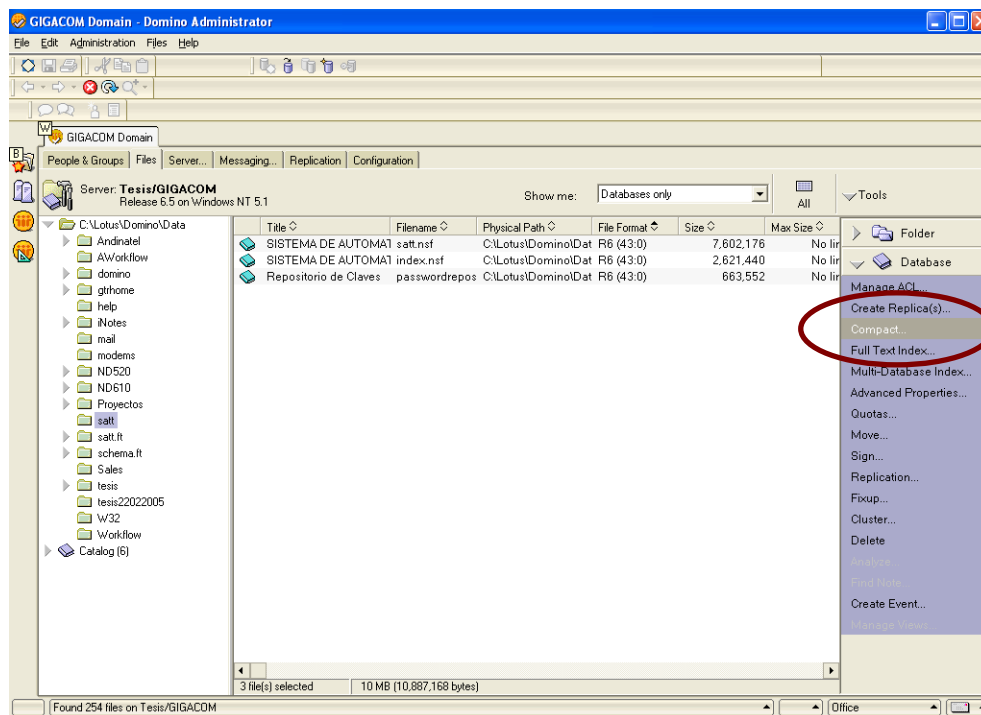 GIGACOM Domain - Domino Administrator
File Edit Administration Files Help
W
GIGACOM Domain
B
People & Groups Files Server... Messaging... Replication Configuration
Server: Tesis/GIGACOM
Release 6.5 on Windows NT 5.1
Show me: Databases only
All
Tools
C:\Lotus\Domino\Data
Andinatel
AWorkflow
domino
gtrhome
help
iNotes
mail
modems
ND520
ND610
Proyectos
satt
satt.ft
schema.ft
Sales
tesis
tesis22022005
W32
Workflow
Catalog (6)
Title Filename Physical Path File Format Size Max Size
SISTEMA DE AUTOMAT satt.nsf C:\Lotus\Domino\Dat R6 (43:0) 7,602,176 No lir
SISTEMA DE AUTOMAT index.nsf C:\Lotus\Domino\Dat R6 (43:0) 2,621,440 No lir
Repositorio de Claves passwordrepos C:\Lotus\Domino\Dat R6 (43:0) 663,552 No lir
Folder
Database
Manage ACL...
Create Replica(s)...
Compact...
Full Text Index...
Multi-Database Index...
Advanced Properties...
Quotas...
Move...
Sign...
Replication...
Fixup...
Cluster...
Delete
Analyze...
Find Note...
Create Event...
Manage Views...
3 file(s) selected 10 MB (10,887,168 bytes)
Found 254 files on Tesis/GIGACOM
Office